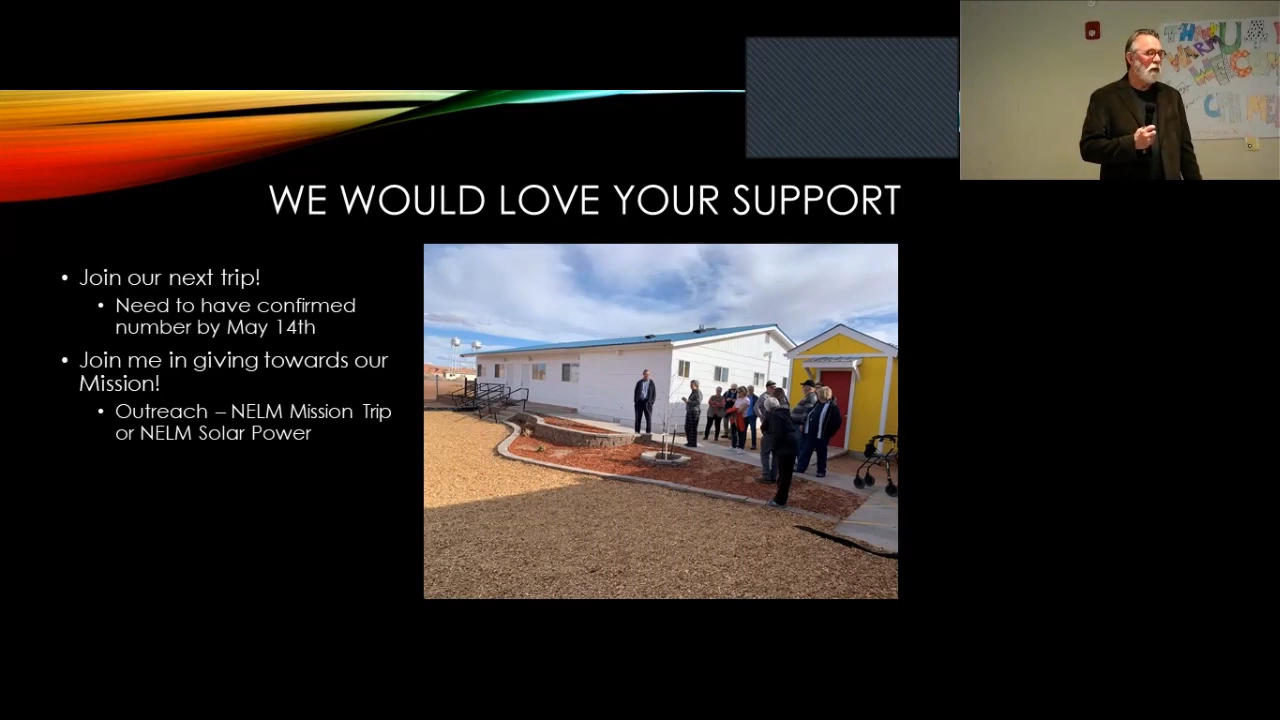 WE WOULD LOVE YOUR SUPPORT
• Join our next trip!
• Need to have confirmed
number by May 14th
• Join me in giving towards our
Mission!
• Outreach – NELM Mission Trip
or NELM Solar Power